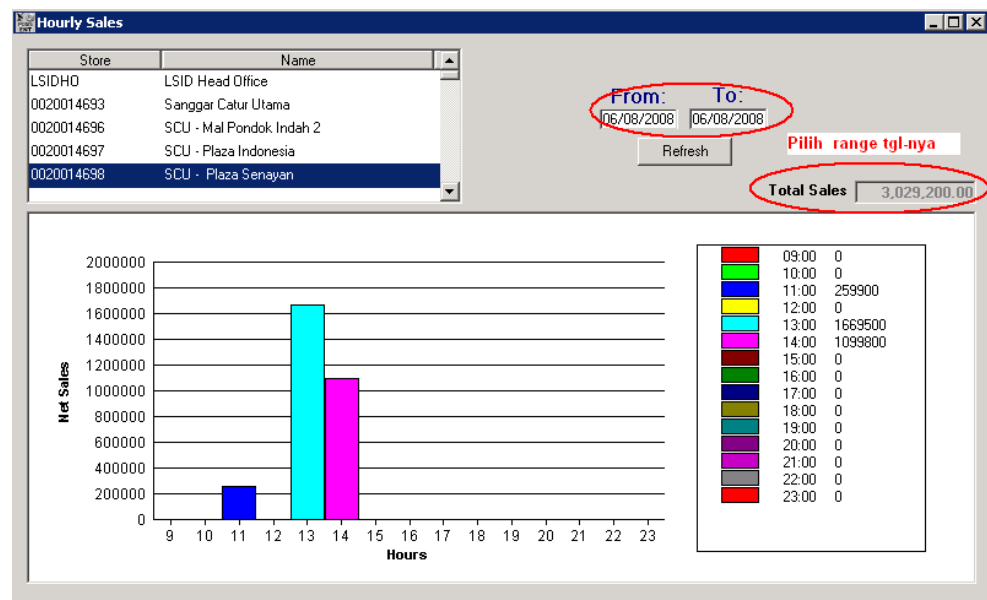 Hourly Sales
Store Name
LSIDHO LSID Head Office
0020014693 Sanggar Catur Utama
0020014696 SCU - Mal Pondok Indah 2
0020014697 SCU - Plaza Indonesia
0020014698 SCU - Plaza Senayan
From: To:
06/08/2008 06/08/2008
Refresh
Pilih range tgl-nya
Total Sales 3,029,200.00
2000000
1800000
1600000
1400000
1200000
1000000
800000
600000
400000
200000
0
Net Sales
9 10 11 12 13 14 15 16 17 18 19 20 21 22 23
Hours
09:00 0
10:00 0
11:00 259900
12:00 0
13:00 1669500
14:00 1099800
15:00 0
16:00 0
17:00 0
18:00 0
19:00 0
20:00 0
21:00 0
22:00 0
23:00 0